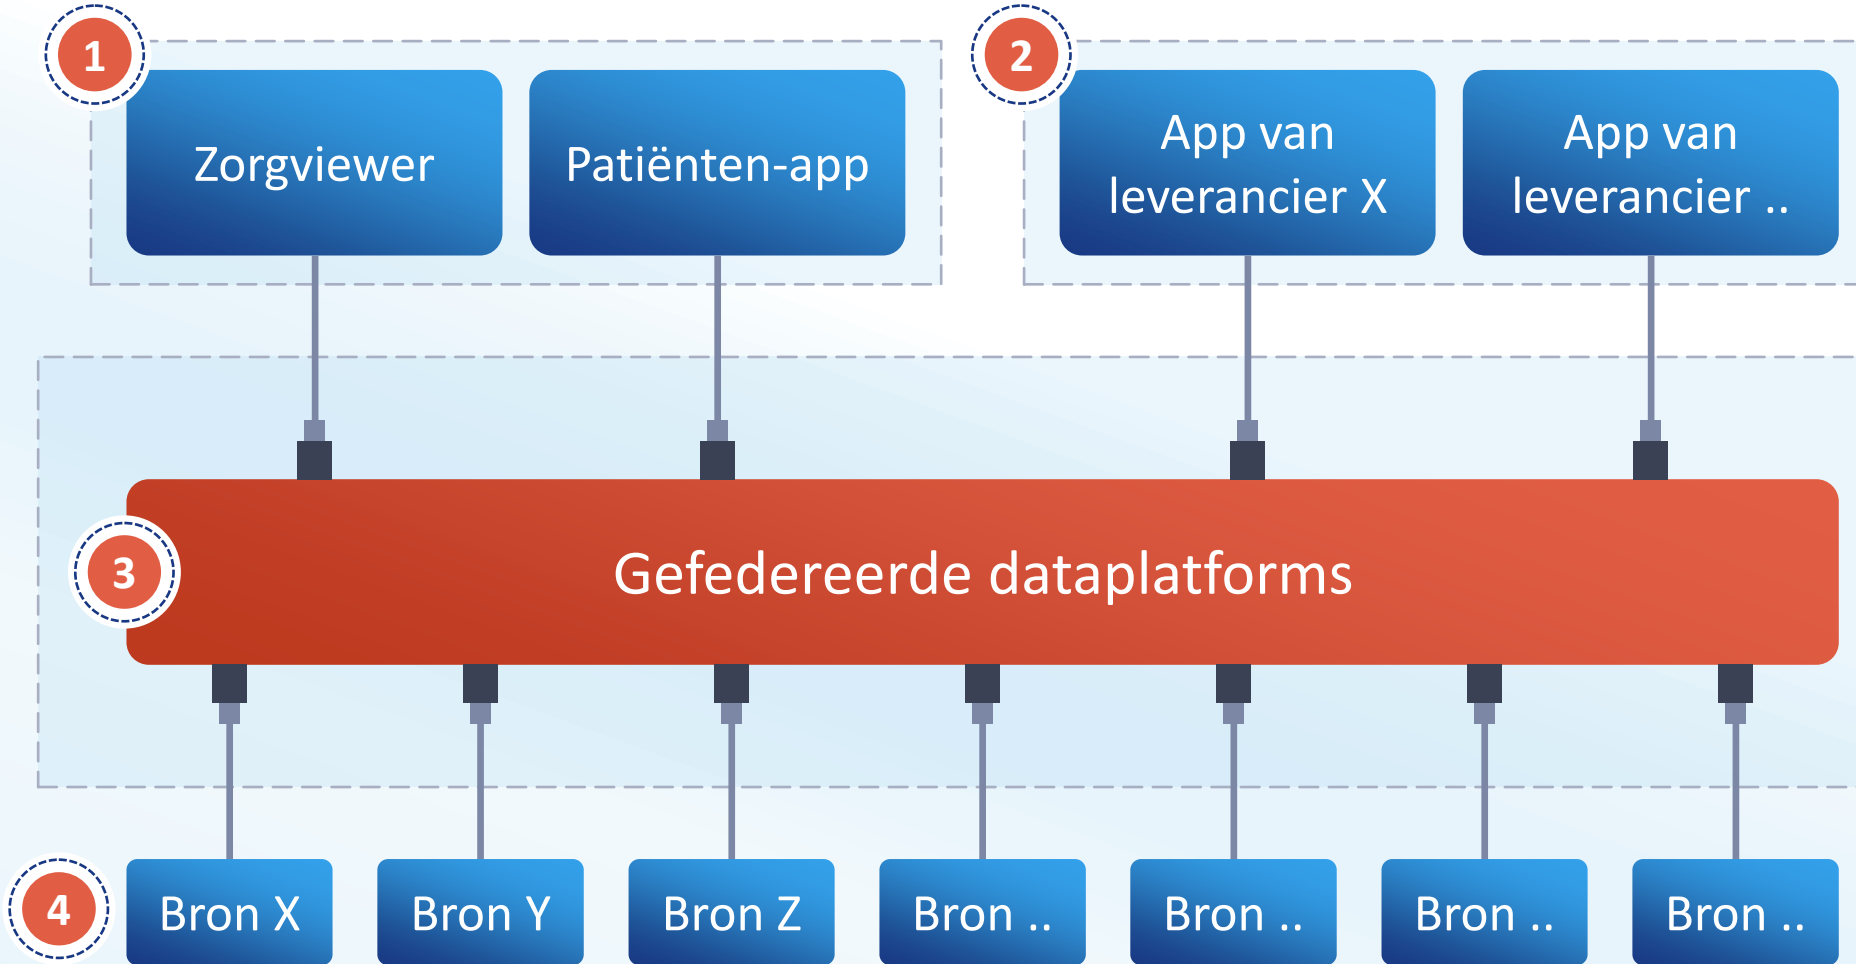 1
2
Zorgviewer
Patiënten-app
App van
leverancier X
App van
leverancier ..
3
Gefedereerde dataplatforms
4
Bron X
Bron Y
Bron Z
Bron ..
Bron ..
Bron ..
Bron ..